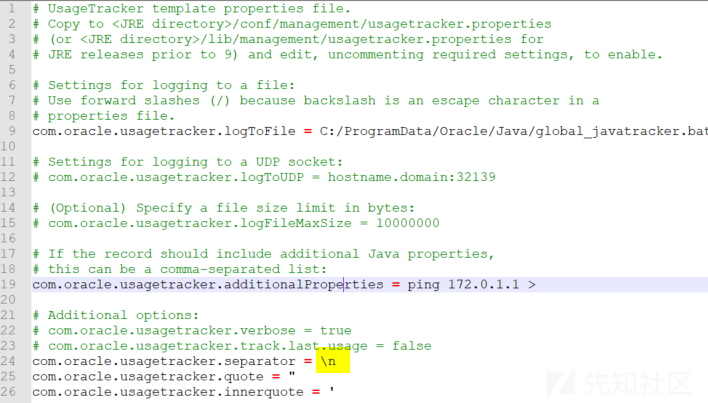 1 # UsageTracker template properties file.
2 # Copy to <JRE directory>/conf/management/usagetracker.properties
3 # (or <JRE directory>/lib/management/usagetracker.properties for
4 # JRE releases prior to 9) and edit, uncommenting required settings, to enable.
5
6 # Settings for logging to a file:
7 # Use forward slashes (/) because backslash is an escape character in a
8 # properties file.
9 com.oracle.usagetracker.logToFile = C:/ProgramData/Oracle/Java/global_javatracker.bat
10
11 # Settings for logging to a UDP socket:
12 # com.oracle.usagetracker.logToUDP = hostname.domain:32139
13
14 # (Optional) Specify a file size limit in bytes:
15 # com.oracle.usagetracker.logFileMaxSize = 10000000
16
17 # If the record should include additional Java properties,
18 # this can be a comma-separated list:
19 com.oracle.usagetracker.additionalProperties = ping 172.0.1.1 >
20
21 # Additional options:
22 # com.oracle.usagetracker.verbose = true
23 # com.oracle.usagetracker.track.last.usage = false
24 com.oracle.usagetracker.separator = \n
25 com.oracle.usagetracker.quote = "
26 com.oracle.usagetracker.innerquote = '
先知社区